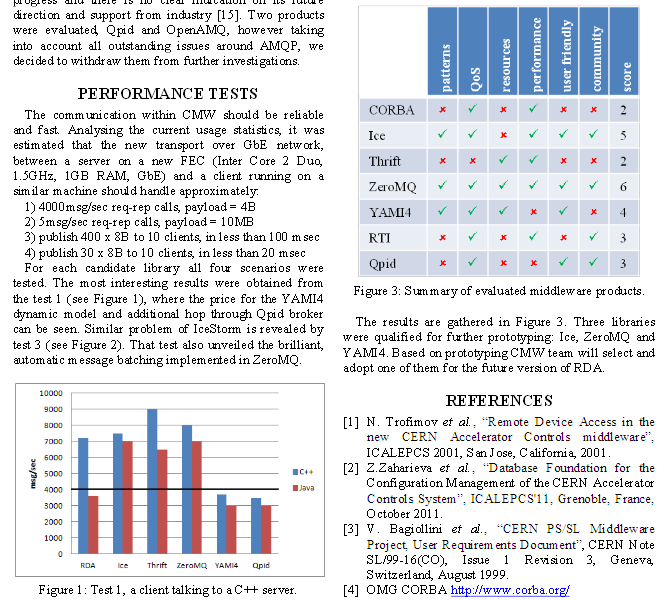 progress and there is no clear indication on its future
direction and support from industry [15]. Two products
were evaluated, Qpid and OpenAMQ, however taking
into account all outstanding issues around AMQP, we
decided to withdraw them from further investigations.
PERFORMANCE TESTS
The communication within CMW should be reliable
and fast. Analysing the current usage statistics, it was
estimated that the new transport over GbE network,
between a server on a new FEC (Inter Core 2 Duo,
1.5GHz, 1GB RAM, GbE) and a client running on a
similar machine should handle approximately:
1) 4000msg/sec req-rep calls, payload = 4B
2) 5msg/sec req-rep calls, payload = 10MB
3) publish 400 x 8B to 10 clients, in less than 100 msec
4) publish 30 x 8B to 10 clients, in less than 20 msec
For each candidate library all four scenarios were
tested. The most interesting results were obtained from
the test 1 (see Figure 1), where the price for the YAMI4
dynamic model and additional hop through Qpid broker
can be seen. Similar problem of IceStorm is revealed by
test 3 (see Figure 2). That test also unveiled the brilliant,
automatic message batching implemented in ZeroMQ.
msg/sec
10000
9000
8000
7000
6000
5000
4000
3000
2000
1000
0
RDA Ice Thrift ZeroMQ YAMI4 Qpid
C++
Java
Figure 1: Test 1, a client talking to a C++ server.
patterns QoS resources performance user friendly community score
CORBA ✗ ✓ ✗ ✓ ✗ ✗ 2
Ice ✓ ✓ ✗ ✓ ✓ ✓ 5
Thrift ✗ ✗ ✓ ✓ ✗ ✗ 2
ZeroMQ ✓ ✓ ✓ ✓ ✓ ✓ 6
YAMI4 ✓ ✓ ✓ ✗ ✓ ✗ 4
RTI ✗ ✓ ✗ ✓ ✗ ✓ 3
Qpid ✗ ✓ ✗ ✗ ✓ ✓ 3
Figure 3: Summary of evaluated middleware products.
The results are gathered in Figure 3. Three libraries
were qualified for further prototyping: Ice, ZeroMQ and
YAMI4. Based on prototyping CMW team will select and
adopt one of them for the future version of RDA.
REFERENCES
[1] N. Trofimov et al., “Remote Device Access in the
new CERN Accelerator Controls middleware”,
ICALEPCS 2001, San Jose, California, 2001.
[2] Z.Zaharieva et al., “Database Foundation for the
Configuration Management of the CERN Accelerator
Controls System”, ICALEPCS'11, Grenoble, France,
October 2011.
[3] V. Bagiollini et al., “CERN PS/SL Middleware
Project, User Requirements Document”, CERN Note
SL/99-16(CO), Issue 1 Revision 3, Geneva,
Switzerland, August 1999.
[4] OMG CORBA http://www.corba.org/